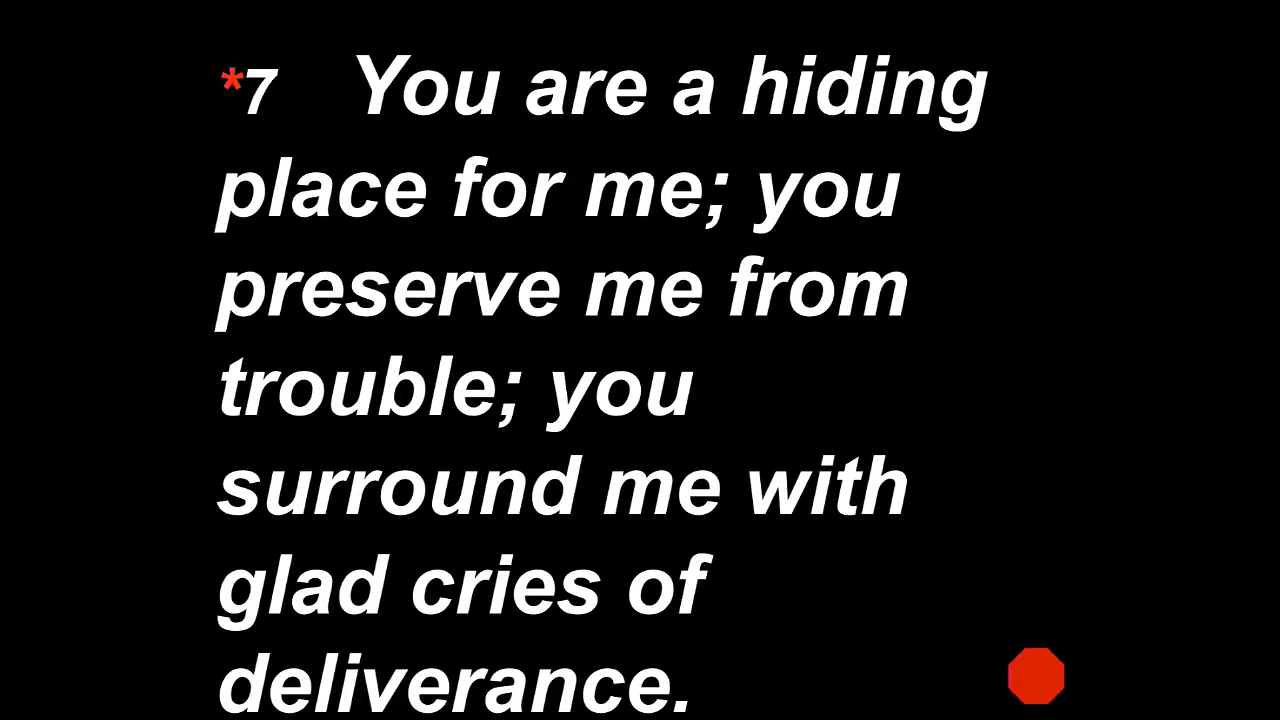 *7 You are a hiding
place for me; you
preserve me from
trouble; you
surround me with
glad cries of
deliverance.